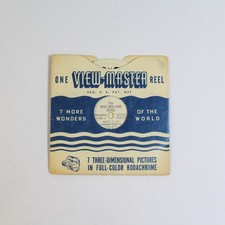 ONE VIEW-MASTER REEL
REG. U.S. PAT. OFF.
7 MORE WONDERS OF THE WORLD
7 THREE-DIMENSIONAL PICTURES
IN FULL-COLOR KODACHROME